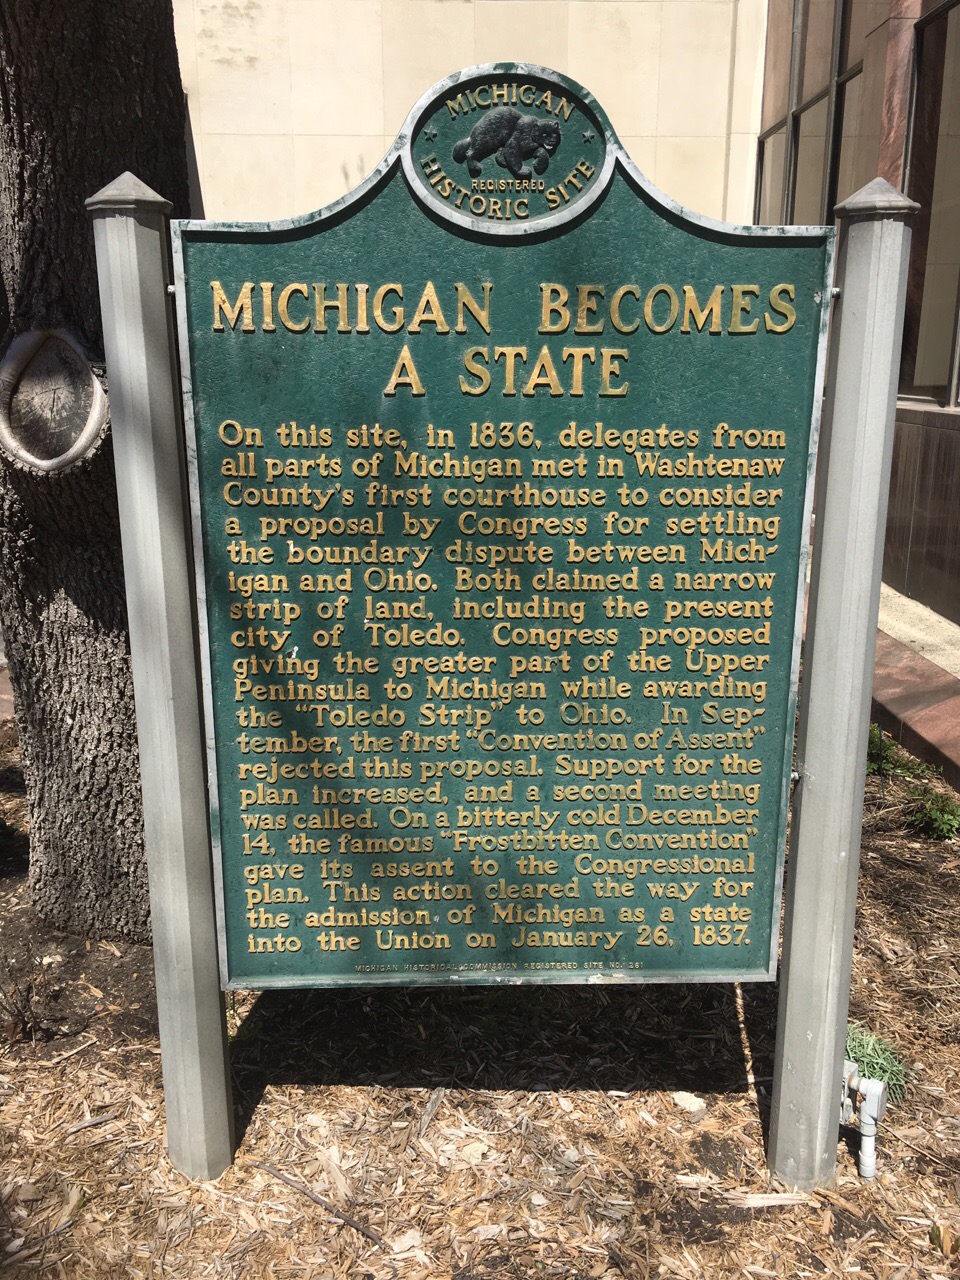 MICHIGAN
REGISTERED
HISTORIC SITE
MICHIGAN BECOMES
A STATE
On this site, in 1836, delegates from
all parts of Michigan met in Washtenaw
County's first courthouse to consider
a proposal by Congress for settling
the boundary dispute between Mich-
igan and Ohio. Both claimed a narrow
strip of land, including the present
city of Toledo. Congress proposed
giving the greater part of the Upper
Peninsula to Michigan while awarding
the "Toledo Strip" to Ohio. In Sep-
tember, the first "Convention of Assent"
rejected this proposal. Support for the
plan increased, and a second meeting
was called. On a bitterly cold December
14, the famous "Frostbitten Convention"
gave its assent to the Congressional
plan. This action cleared the way for
the admission of Michigan as a state
into the Union on January 26, 1837.
MICHIGAN HISTORICAL COMMISSION REGISTERED SITE NO. 261